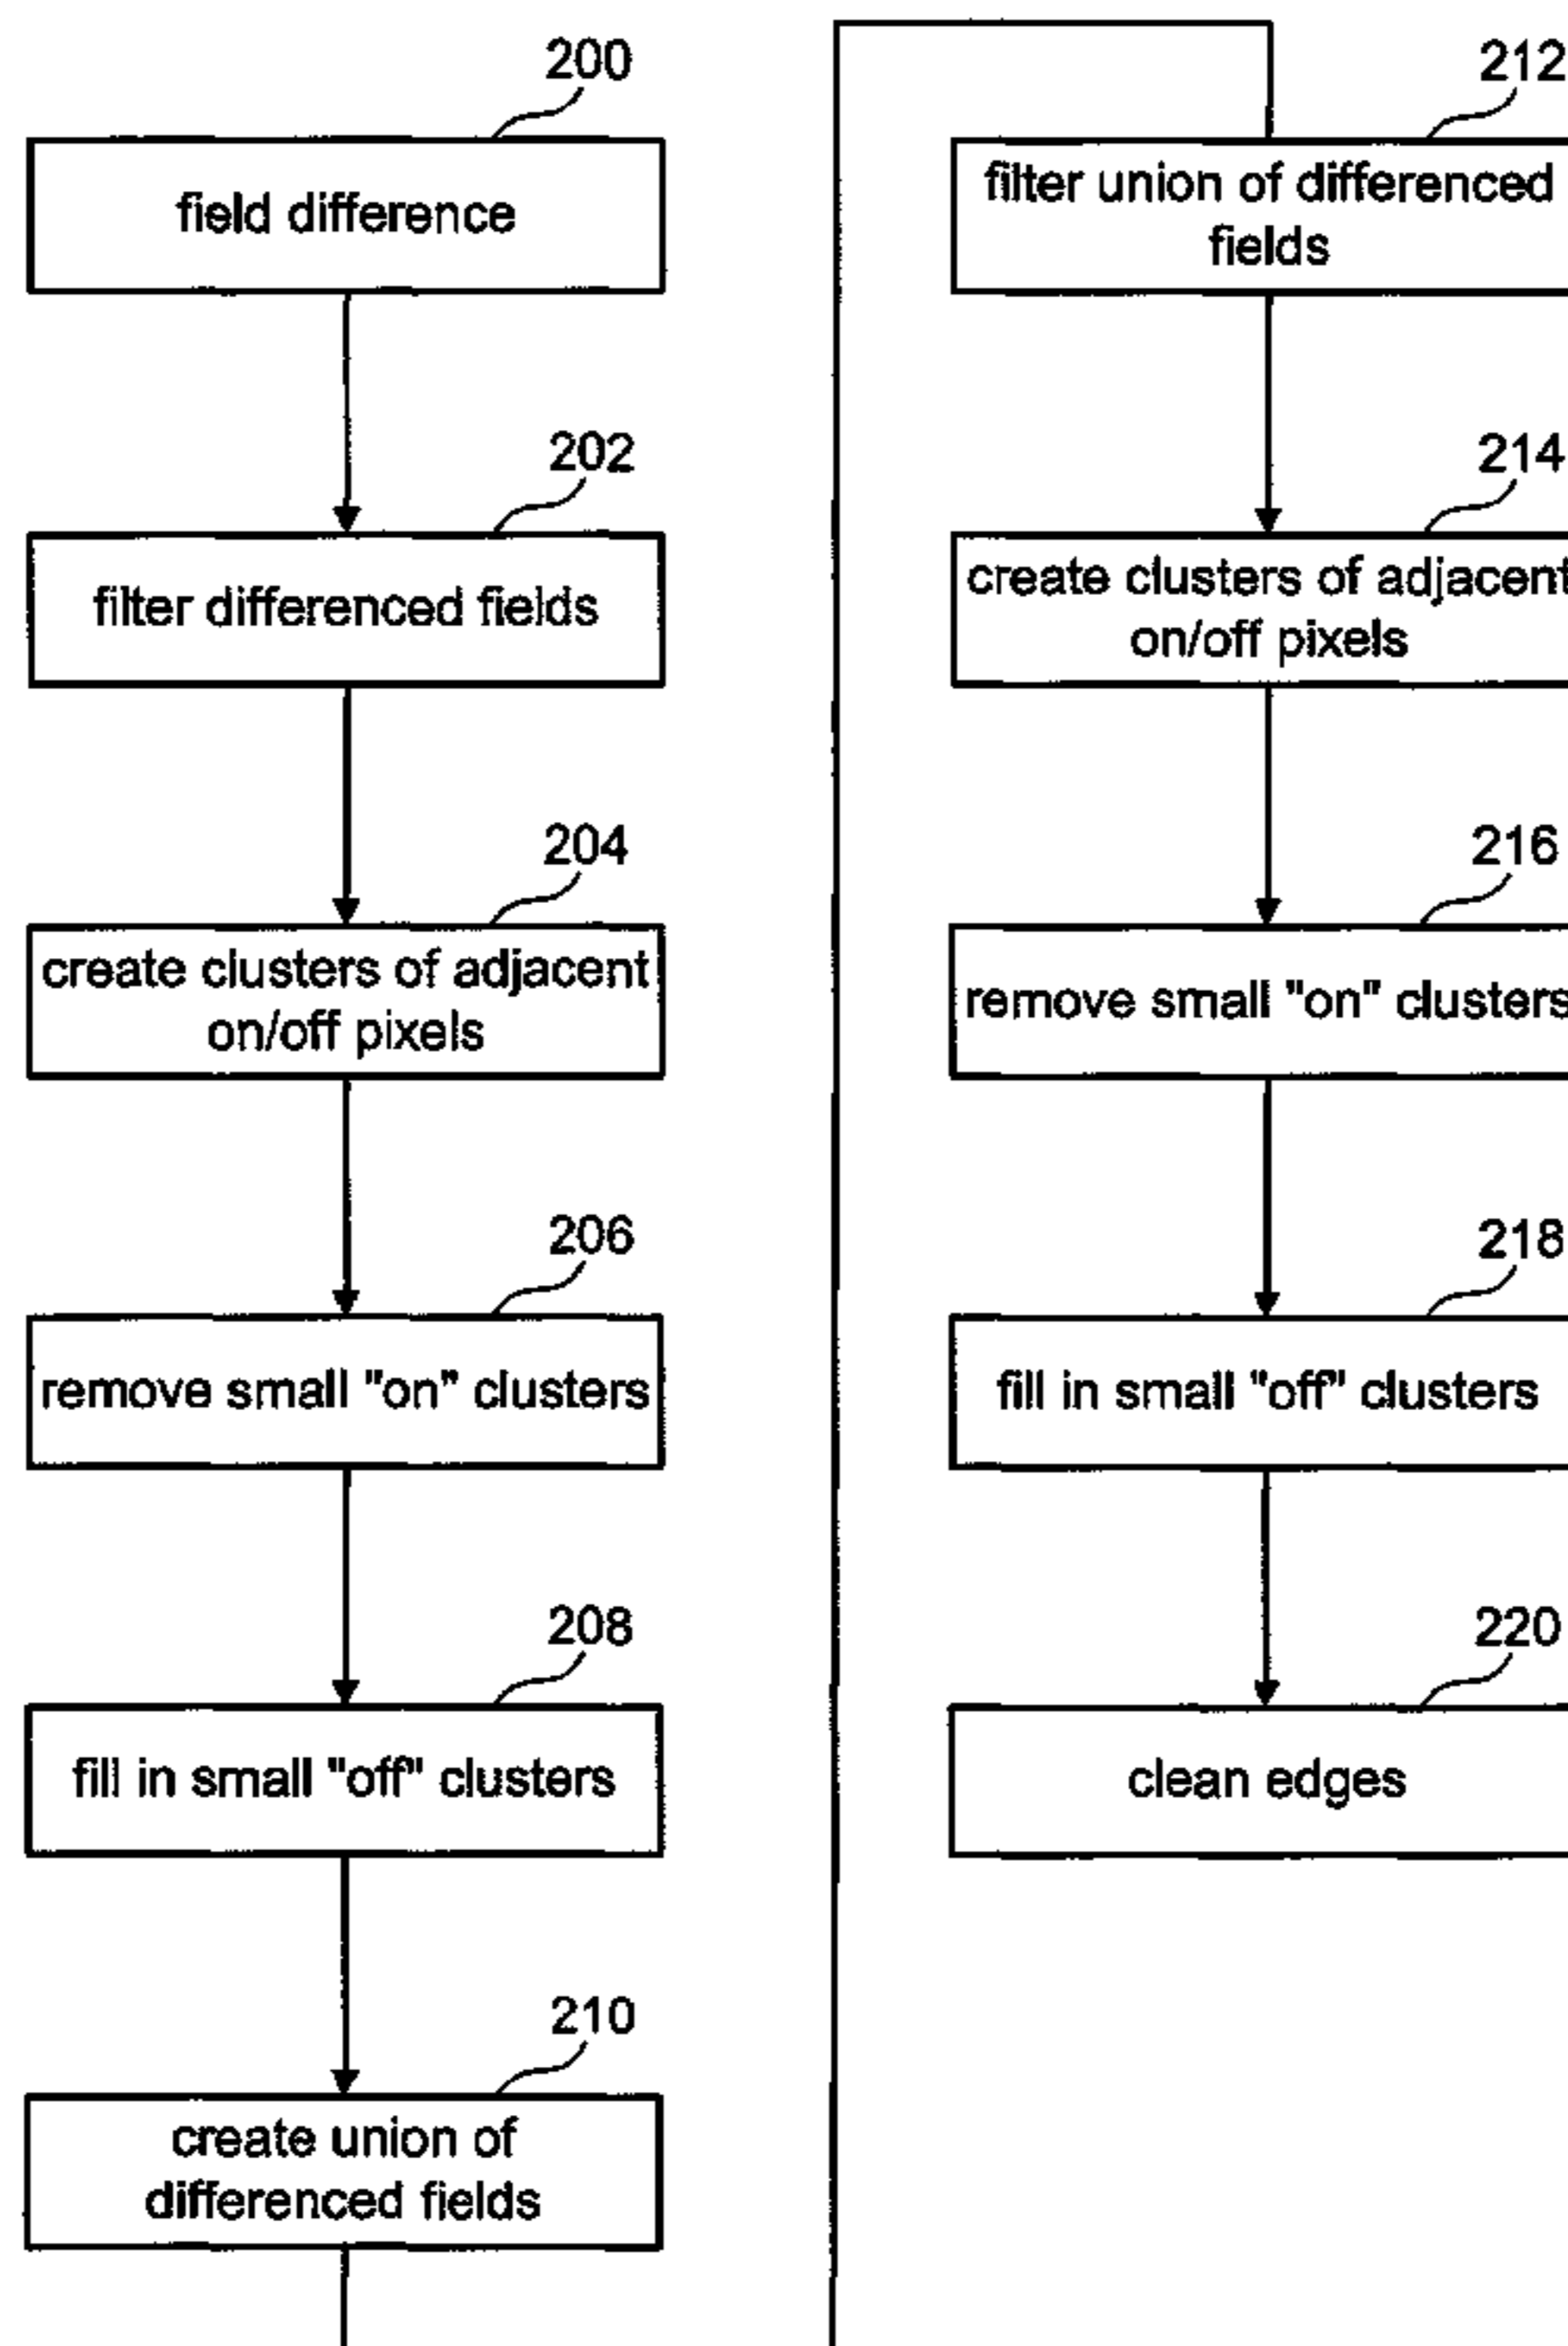 200
field difference
202
filter differenced fields
204
create clusters of adjacent
on/off pixels
206
remove small "on" clusters
208
fill in small "off" clusters
210
create union of
differenced fields
212
filter union of differenced
fields
214
create clusters of adjacent
on/off pixels
216
remove small "on" clusters
218
fill in small "off" clusters
220
clean edges